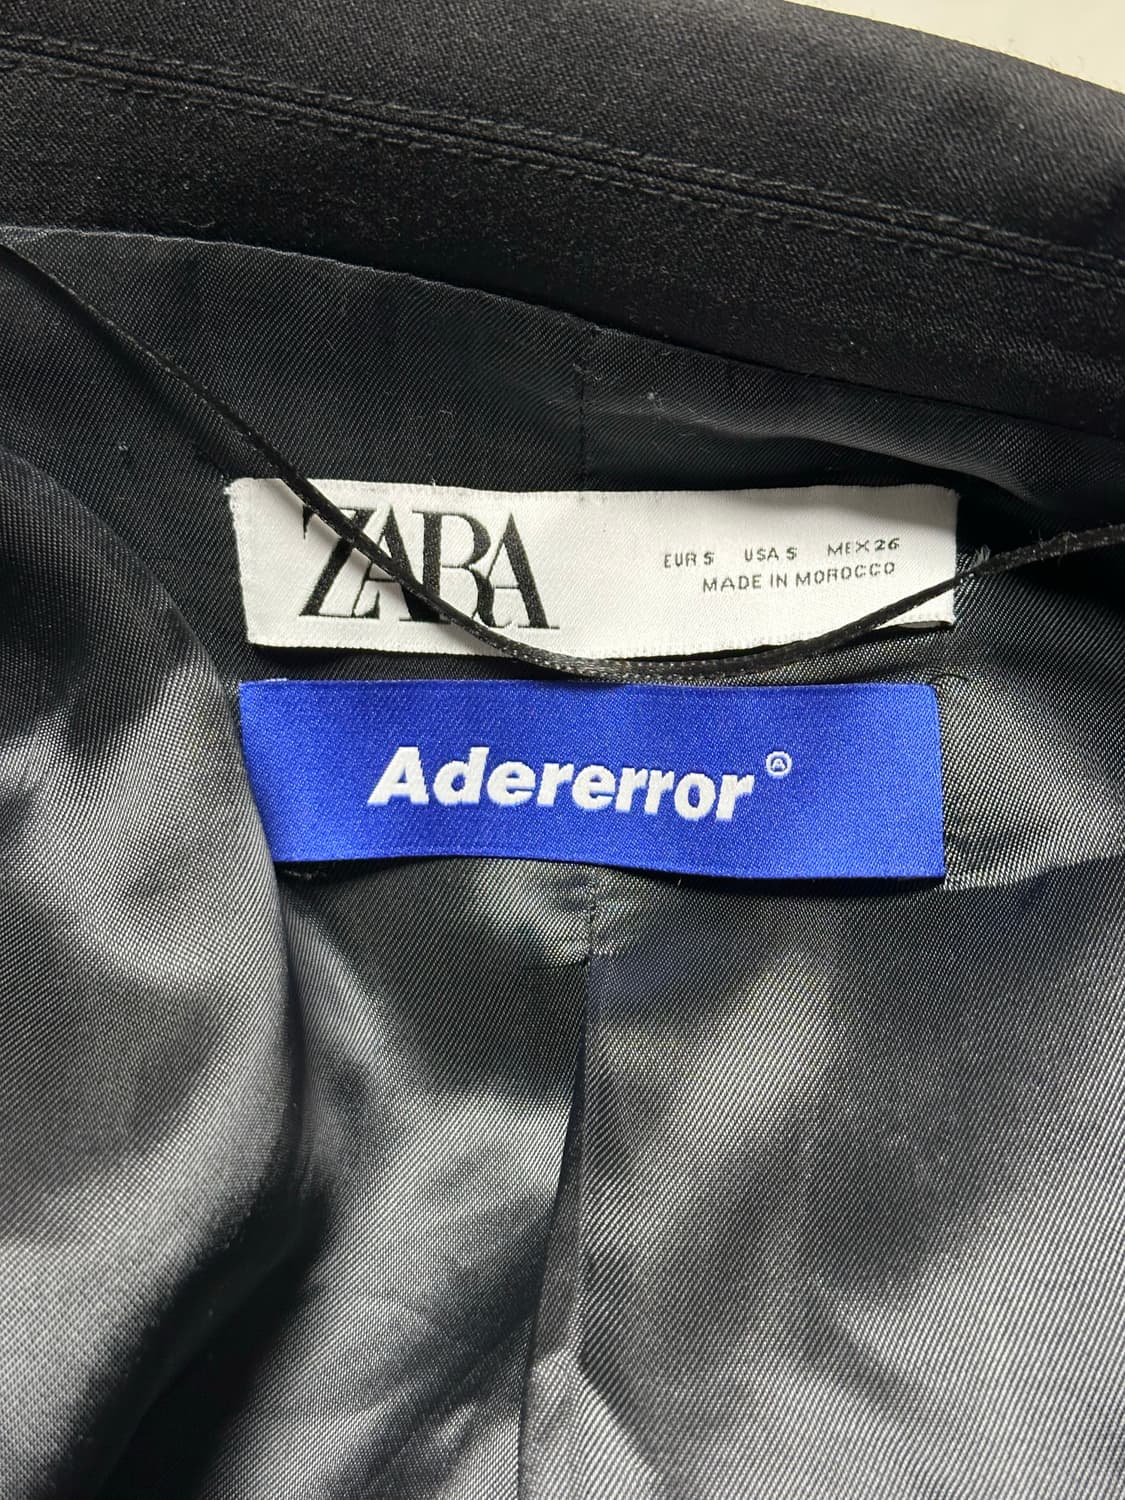 ZARA
EUR S USA S MEX 26
MADE IN MOROCCO
Adererror®